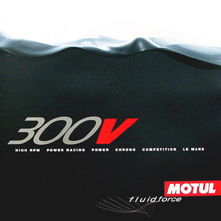 300V
HIGH RPM POWER RACING POWER CHRONO COMPETITION LE MANS
MOTUL
fluidforce